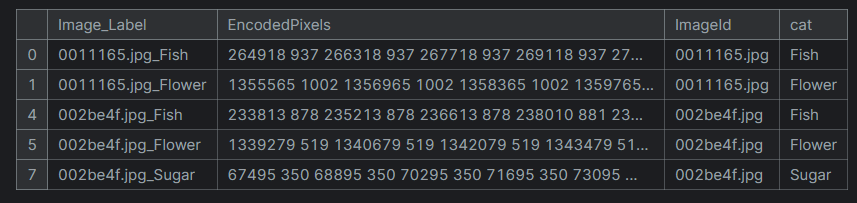 Image_Label EncodedPixels ImageId cat
0 0011165.jpg_Fish 264918 937 266318 937 267718 937 269118 937 27... 0011165.jpg Fish
1 0011165.jpg_Flower 1355565 1002 1356965 1002 1358365 1002 1359765... 0011165.jpg Flower
4 002be4f.jpg_Fish 233813 878 235213 878 236613 878 238010 881 23... 002be4f.jpg Fish
5 002be4f.jpg_Flower 1339279 519 1340679 519 1342079 519 1343479 51... 002be4f.jpg Flower
7 002be4f.jpg_Sugar 67495 350 68895 350 70295 350 71695 350 73095 ... 002be4f.jpg Sugar